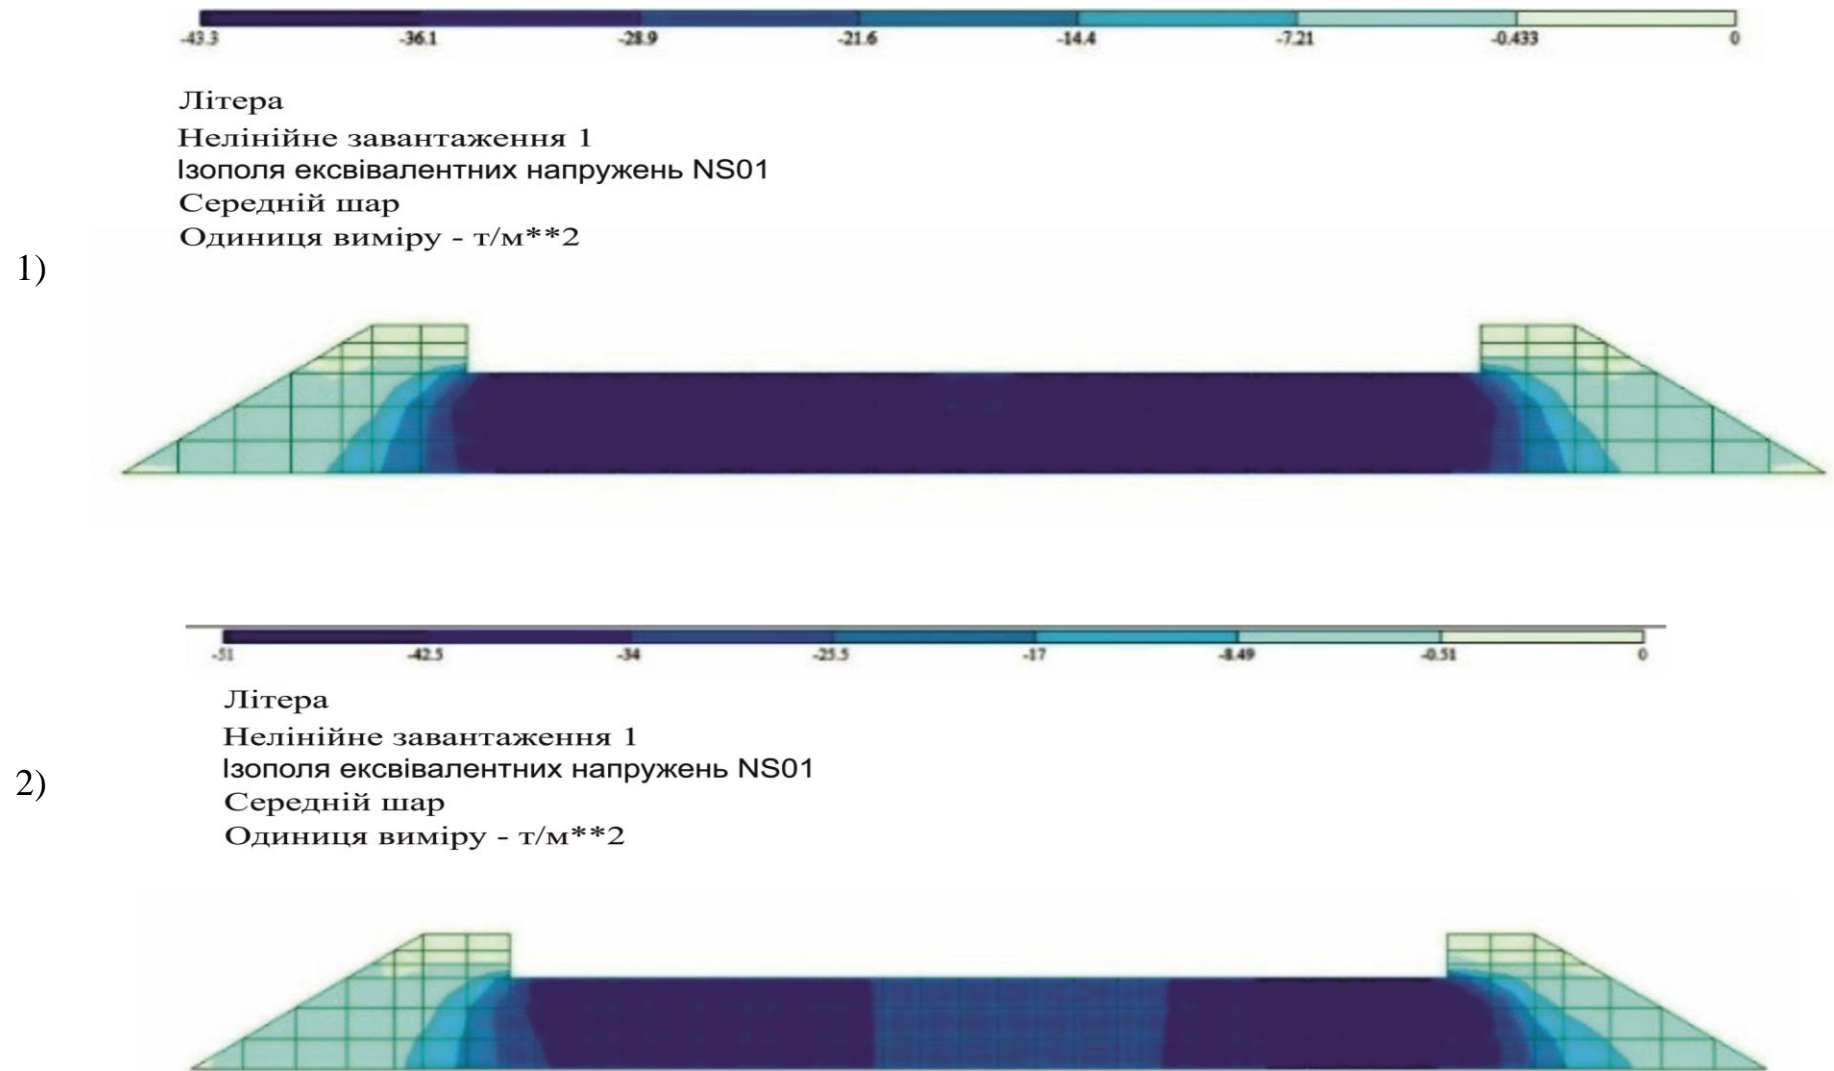 -43.3 -36.1 -28.9 -21.6 -14.4 -7.21 -0.433 0
Літера
Нелінійне завантаження 1
Ізополя ексвівалентних напружень NS01
Середній шар
Одиниця виміру - т/м**2
1)
-51 -42.5 -34 -25.5 -17 -8.49 -0.51 0
Літера
Нелінійне завантаження 1
Ізополя ексвівалентних напружень NS01
2)
Середній шар
Одиниця виміру - т/м**2